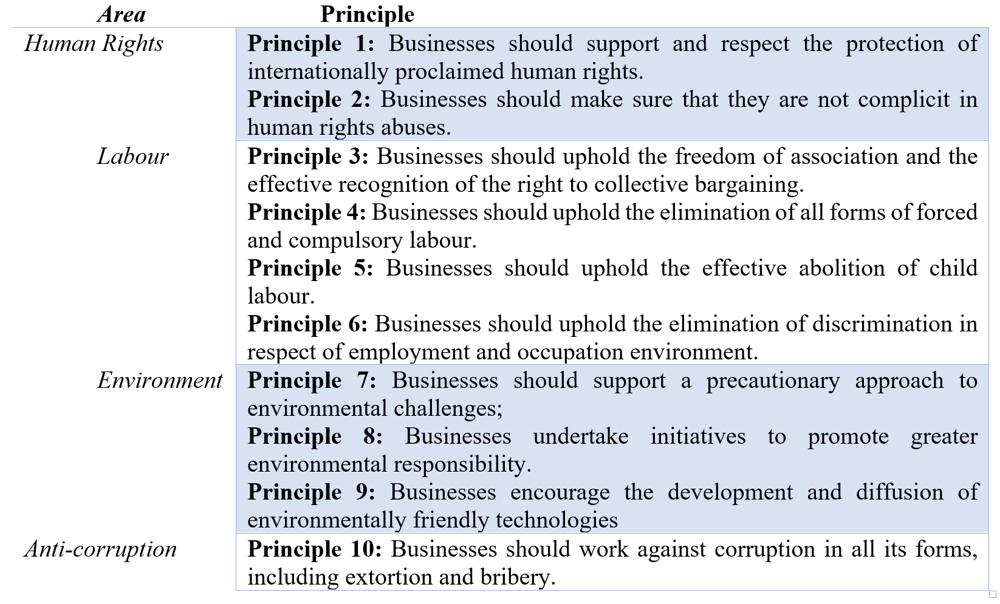 Area Principle
Human Rights Principle 1: Businesses should support and respect the protection of
internationally proclaimed human rights.
Principle 2: Businesses should make sure that they are not complicit in
human rights abuses.
Labour Principle 3: Businesses should uphold the freedom of association and the
effective recognition of the right to collective bargaining.
Principle 4: Businesses should uphold the elimination of all forms of forced
and compulsory labour.
Principle 5: Businesses should uphold the effective abolition of child
labour.
Principle 6: Businesses should uphold the elimination of discrimination in
respect of employment and occupation environment.
Environment Principle 7: Businesses should support a precautionary approach to
environmental challenges;
Principle 8: Businesses undertake initiatives to promote greater
environmental responsibility.
Principle 9: Businesses encourage the development and diffusion of
environmentally friendly technologies
Anti-corruption Principle 10: Businesses should work against corruption in all its forms,
including extortion and bribery.